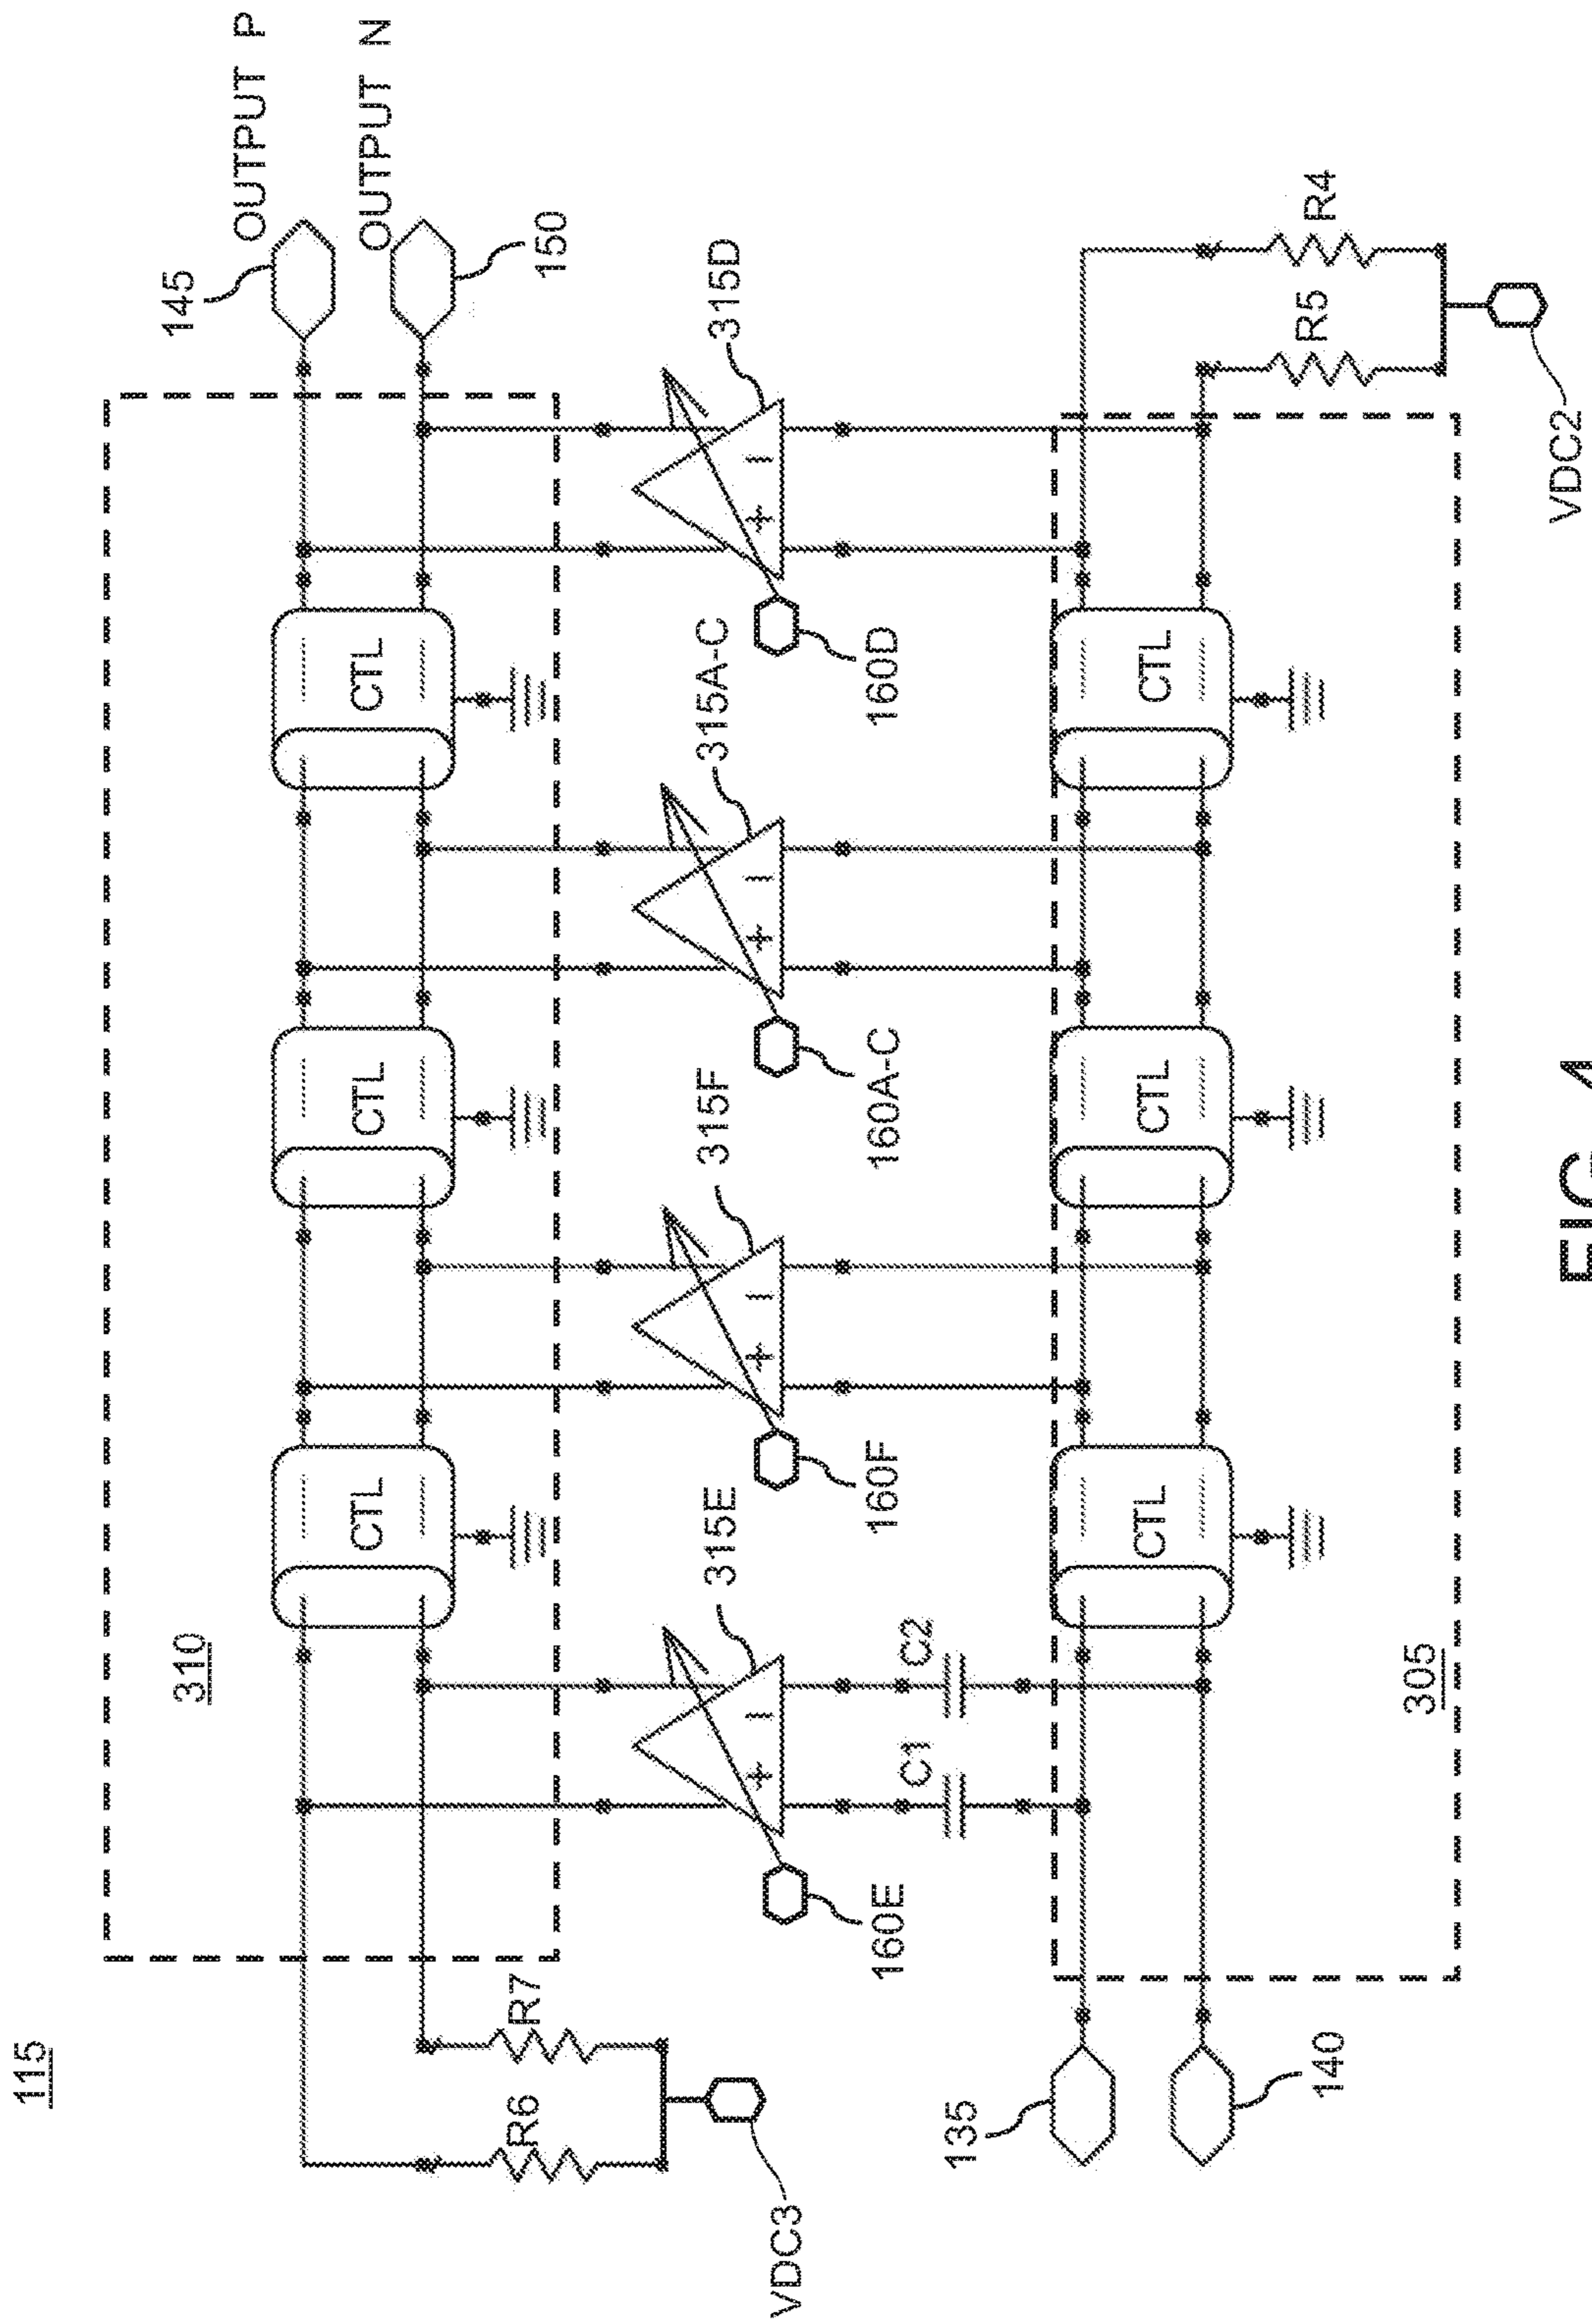 115
310
OUTPUT P
OUTPUT N
145
150
CTL
CTL
CTL
R6
R7
VDC3
315E
315F
315A-C
315D
+ −
+ −
+ −
+ −
160E
160F
160A-C
160D
C1
C2
135
140
CTL
CTL
CTL
305
R5
R4
VDC2
FIG. 4